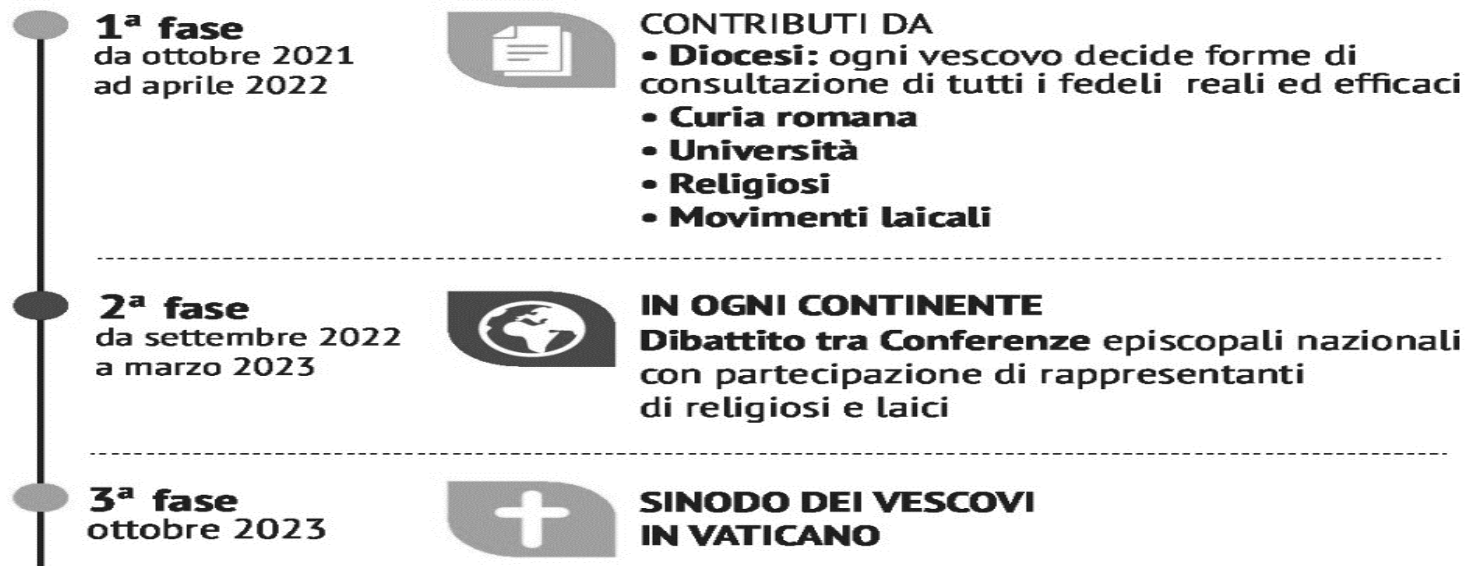 1ª fase
da ottobre 2021
ad aprile 2022
CONTRIBUTI DA
• Diocesi: ogni vescovo decide forme di
consultazione di tutti i fedeli reali ed efficaci
• Curia romana
• Università
• Religiosi
• Movimenti laicali
2ª fase
da settembre 2022
a marzo 2023
IN OGNI CONTINENTE
Dibattito tra Conferenze episcopali nazionali
con partecipazione di rappresentanti
di religiosi e laici
3ª fase
ottobre 2023
SINODO DEI VESCOVI
IN VATICANO